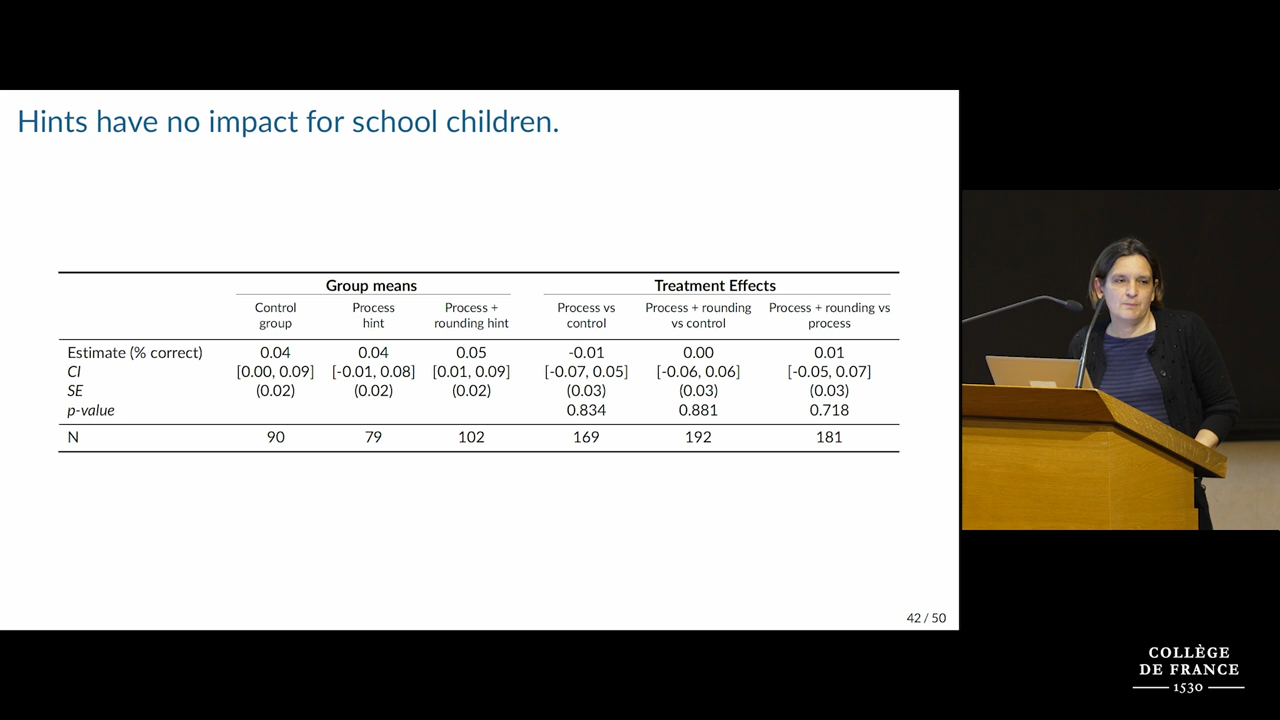 Hints have no impact for school children.
Group means Treatment Effects
Control group Process hint Process + rounding hint Process vs control Process + rounding vs control Process + rounding vs process
Estimate (% correct) 0.04 0.04 0.05 -0.01 0.00 0.01
CI [0.00, 0.09] [-0.01, 0.08] [0.01, 0.09] [-0.07, 0.05] [-0.06, 0.06] [-0.05, 0.07]
SE (0.02) (0.02) (0.02) (0.03) (0.03) (0.03)
p-value 0.834 0.881 0.718
N 90 79 102 169 192 181
42 / 50
COLLÈGE
DE FRANCE
1530